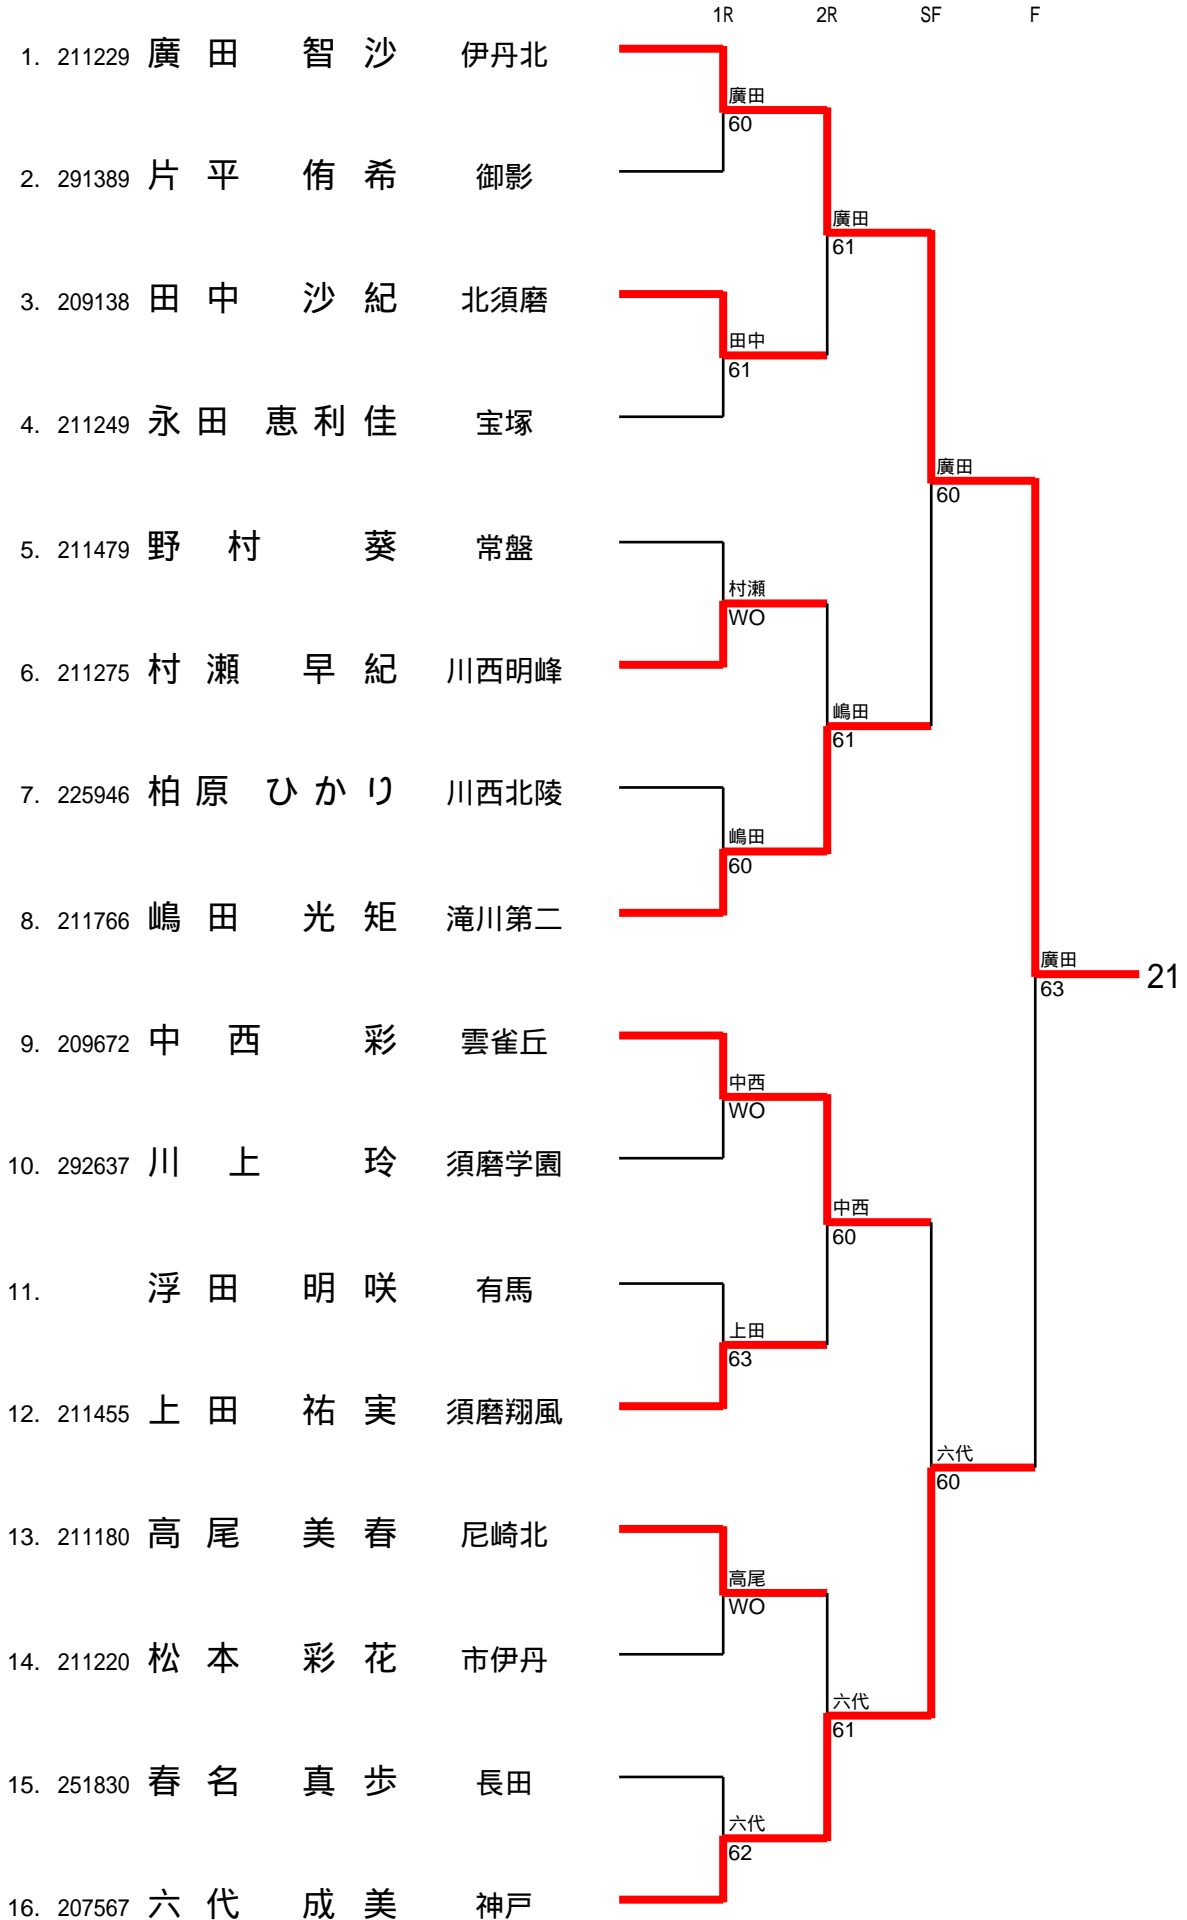 1R 2R SF F
1. 211229 廣田 智沙 伊丹北
廣田
60
2. 291389 片平 侑希 御影
廣田
61
3. 209138 田中 沙紀 北須磨
田中
61
4. 211249 永田 恵利佳 宝塚
廣田
60
5. 211479 野村 葵 常盤
村瀬
WO
6. 211275 村瀬 早紀 川西明峰
嶋田
61
7. 225946 柏原 ひかり 川西北陵
嶋田
60
8. 211766 嶋田 光矩 滝川第二
廣田
63
21
9. 209672 中西 彩 雲雀丘
中西
WO
10. 292637 川上 玲 須磨学園
中西
60
11. 浮田 明咲 有馬
上田
63
12. 211455 上田 祐実 須磨翔風
六代
60
13. 211180 高尾 美春 尼崎北
高尾
WO
14. 211220 松本 彩花 市伊丹
六代
61
15. 251830 春名 真歩 長田
六代
62
16. 207567 六代 成美 神戸